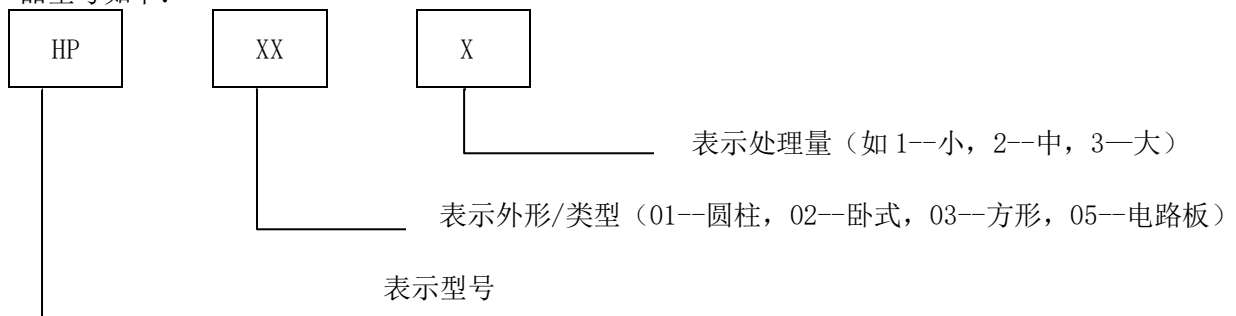 HP XX X
表示处理量（如 1--小，2--中，3—大）
表示外形/类型（01--圆柱，02--卧式，03--方形，05--电路板）
表示型号